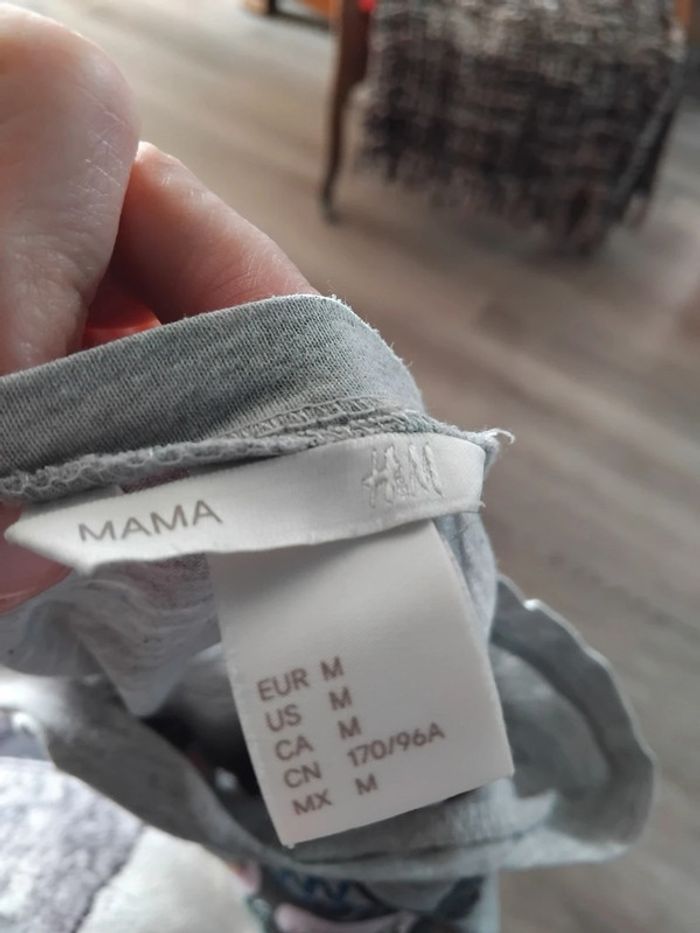 MAMA H&M
EUR M
US M
CA M
CN 170/96A
MX M